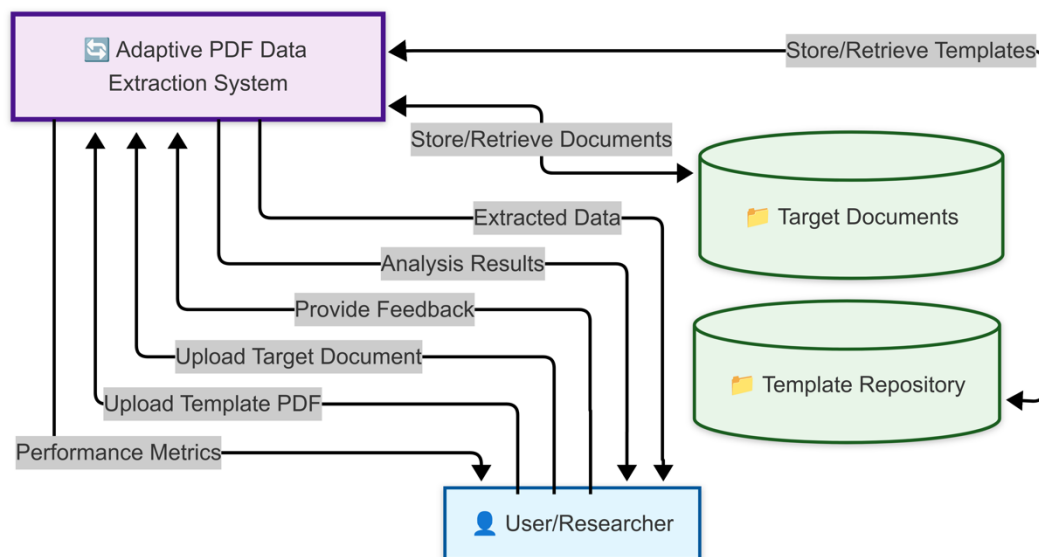 Adaptive PDF Data
Extraction System
Store/Retrieve Templates
Store/Retrieve Documents
Target Documents
Extracted Data
Analysis Results
Provide Feedback
Upload Target Document
Template Repository
Upload Template PDF
Performance Metrics
User/Researcher